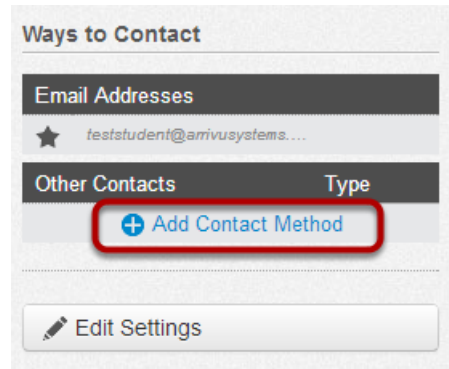 Ways to Contact
Email Addresses
teststudent@arrivusystems....
Other Contacts Type
Add Contact Method
Edit Settings